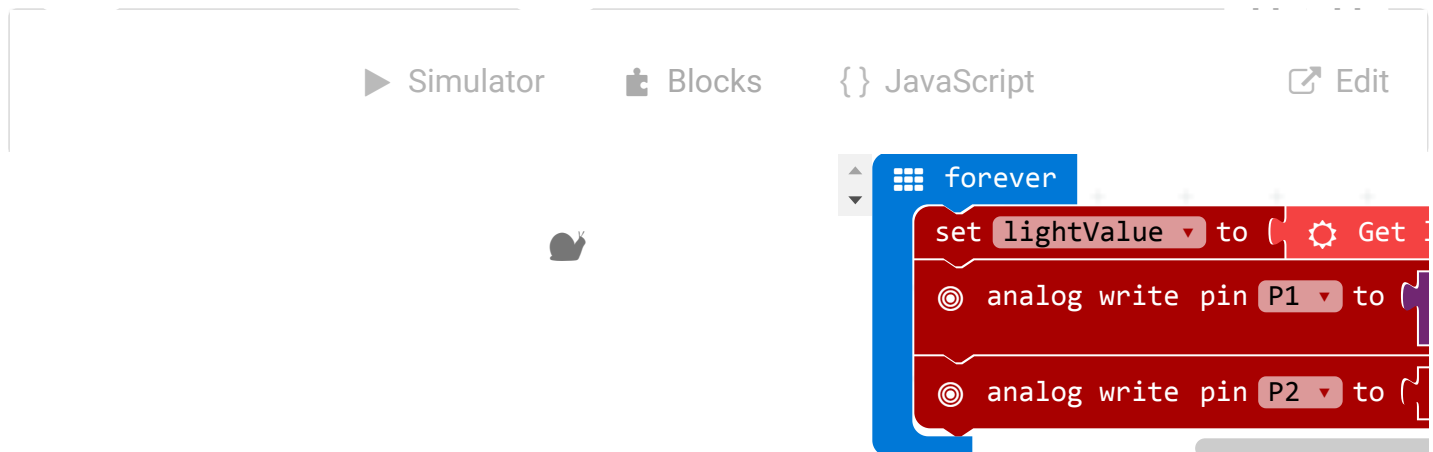 Simulator Blocks {} JavaScript Edit
forever
set lightValue to Get
analog write pin P1 to
analog write pin P2 to